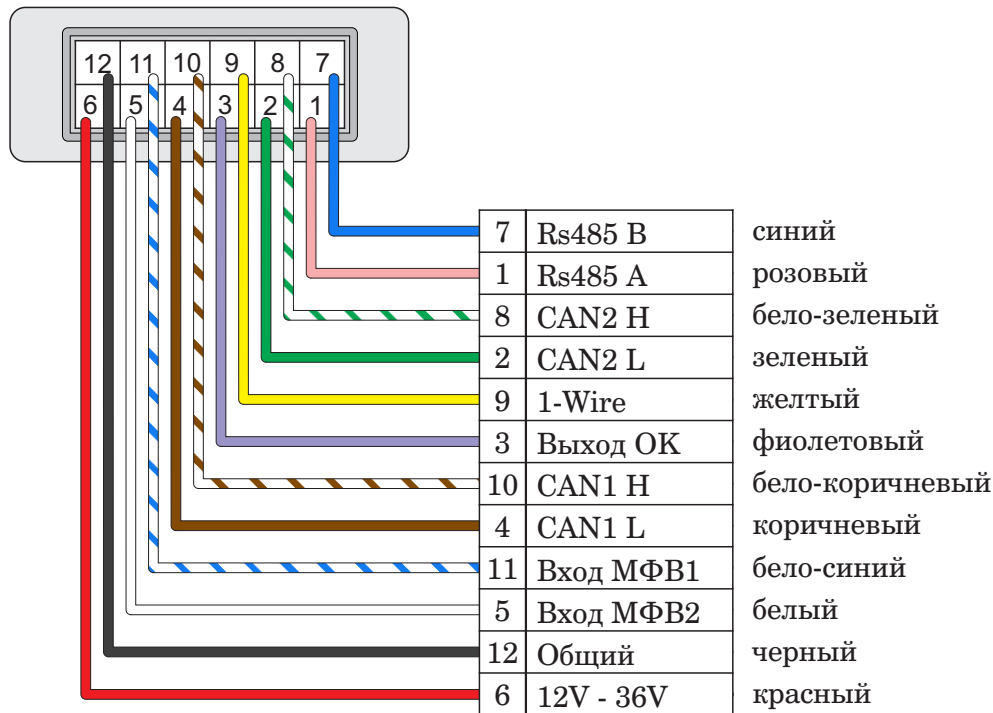 12 11 10 9 8 7
6 5 4 3 2 1
7 Rs485 B синий
1 Rs485 A розовый
8 CAN2 H бело-зеленый
2 CAN2 L зеленый
9 1-Wire желтый
3 Выход ОК фиолетовый
10 CAN1 H бело-коричневый
4 CAN1 L коричневый
11 Вход МФВ1 бело-синий
5 Вход МФВ2 белый
12 Общий черный
6 12V - 36V красный